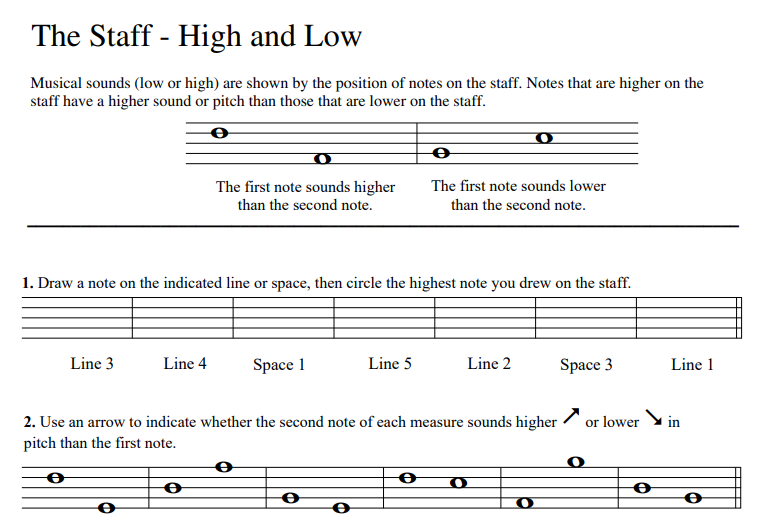 The Staff - High and Low
Musical sounds (low or high) are shown by the position of notes on the staff. Notes that are higher on the
staff have a higher sound or pitch than those that are lower on the staff.
The first note sounds higher
than the second note.
The first note sounds lower
than the second note.
1. Draw a note on the indicated line or space, then circle the highest note you drew on the staff.
Line 3 Line 4 Space 1 Line 5 Line 2 Space 3 Line 1
2. Use an arrow to indicate whether the second note of each measure sounds higher ↗ or lower ↘ in
pitch than the first note.